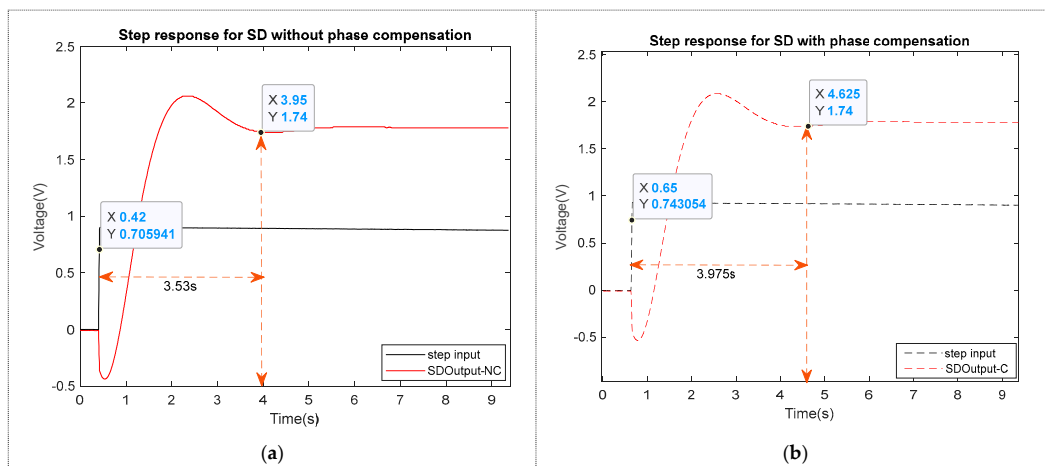 Step response for SD without phase compensation
2.5
2
1.5
1
0.5
0
-0.5
Voltage(V)
X 3.95
Y 1.74
X 0.42
Y 0.705941
3.53s
step input
SDOutput-NC
0 1 2 3 4 5 6 7 8 9
Time(s)
(a)
Step response for SD with phase compensation
2.5
2
1.5
1
0.5
0
-0.5
Voltage(V)
X 4.625
Y 1.74
X 0.65
Y 0.743054
3.975s
step input
SDOutput-C
0 1 2 3 4 5 6 7 8 9
Time(s)
(b)